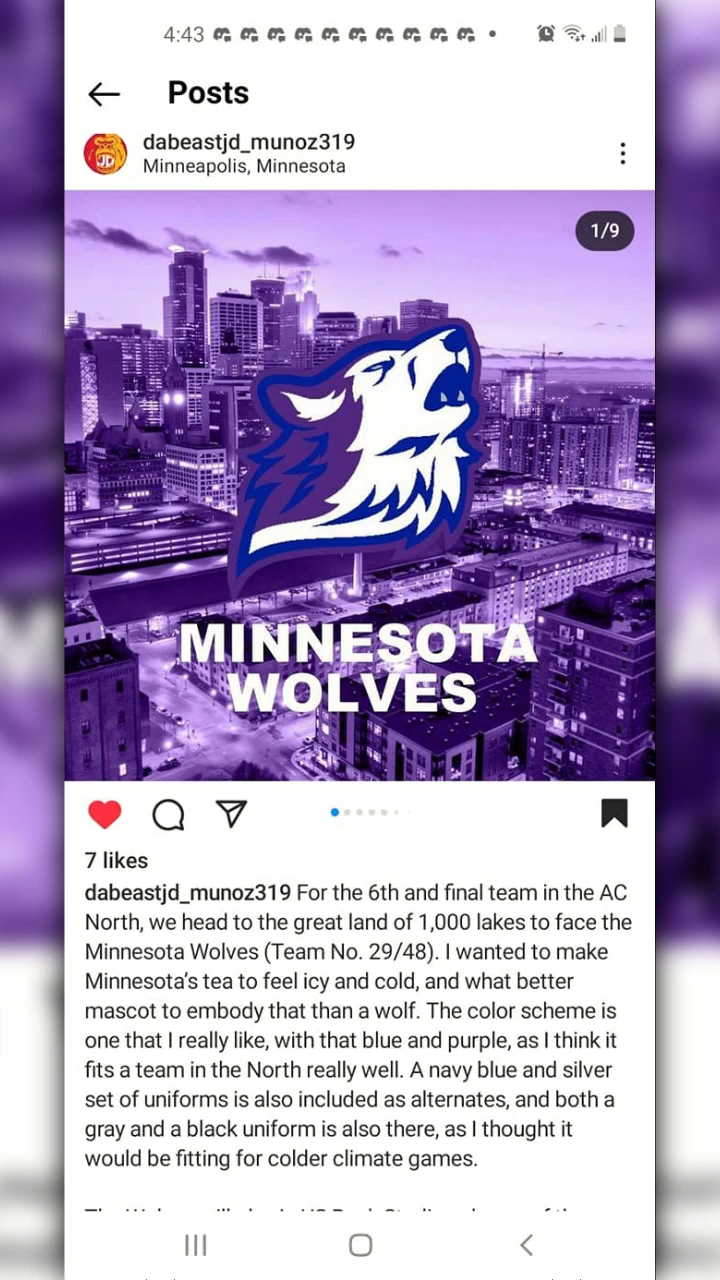 4:43
Posts
dabeastjd_munoz319
Minneapolis, Minnesota
1/9
MINNESOTA
WOLVES
7 likes
dabeastjd_munoz319 For the 6th and final team in the AC
North, we head to the great land of 1,000 lakes to face the
Minnesota Wolves (Team No. 29/48). I wanted to make
Minnesota's tea to feel icy and cold, and what better
mascot to embody that than a wolf. The color scheme is
one that I really like, with that blue and purple, as I think it
fits a team in the North really well. A navy blue and silver
set of uniforms is also included as alternates, and both a
gray and a black uniform is also there, as I thought it
would be fitting for colder climate games.